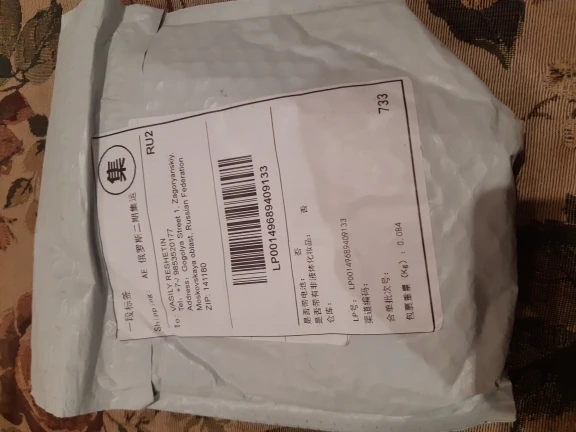 一段标签
集
AE 俄罗斯二期集运
RU2
To: VASILY RESHETIN
Tel: +7-/ 9853520177
Address: Gogolya Street 1, Zagoryanskiy,
Moskovskaya oblast, Russian Federation
ZIP: 141180
LP00149689409133
是否带电池: 否
是否带有非液体化妆品: 否
仓库:
LP号: LP00149689409133
渠道编码:
合单批次号:
包裹重量 (Kg): 0.084
733